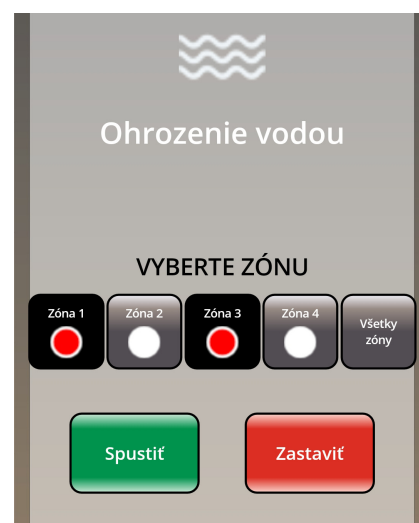 Ohrozenie vodou
VYBERTE ZÓNU
Zóna 1
Zóna 2
Zóna 3
Zóna 4
Všetky
zóny
Spustiť
Zastaviť